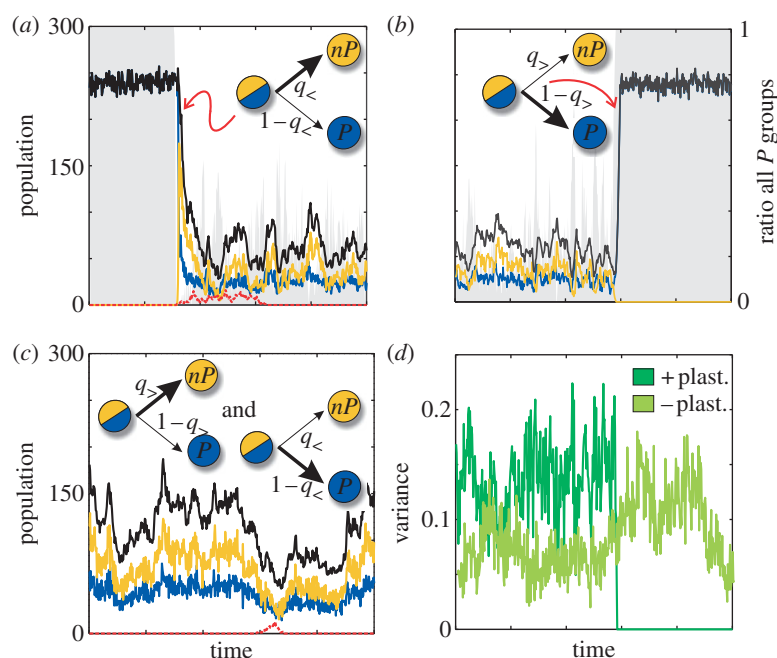 (a)
300
150
0
population
nP
q<
1–q<
P
(b)
1
0
ratio all P groups
q>
nP
1–q>
P
(c)
300
150
0
population
time
q>
nP
1–q>
P
and
nP
q<
1–q<
P
(d)
+ plast.
– plast..
0.2
0.1
0
variance
time